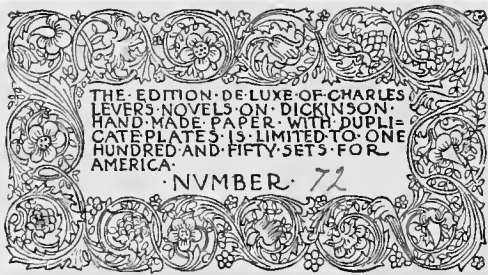 THE·EDITION·DE·LUXE·OF·CHARLES
LEVERS·NOVELS·ON·DICKINSON·
HAND·MADE·PAPER·WITH·DUPLI=
CATE·PLATES·IS·LIMITED·TO·ONE
HUNDRED·AND·FIFTY·SETS·FOR
AMERICA·
·NVMBER· 72